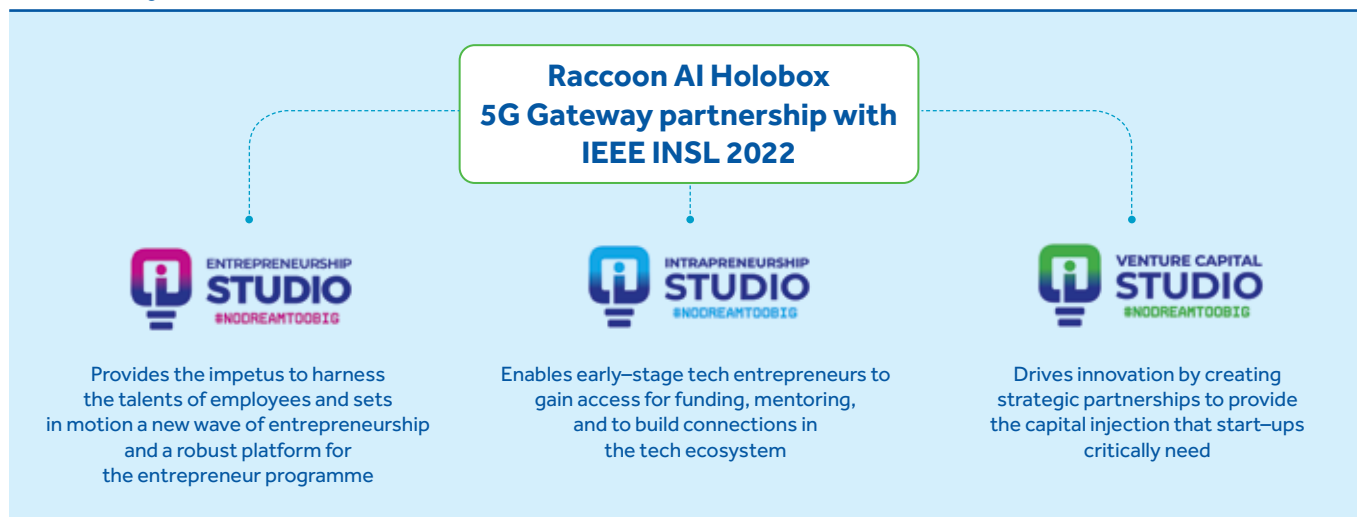 Raccoon AI Holobox
5G Gateway partnership with
IEEE INSL 2022
ENTREPRENEURSHIP
STUDIO
#NODREAMTOOBIG
Provides the impetus to harness
the talents of employees and sets
in motion a new wave of entrepreneurship
and a robust platform for
the entrepreneur programme
INTRAPRENEURSHIP
STUDIO
#NODREAMTOOBIG
Enables early–stage tech entrepreneurs to
gain access for funding, mentoring,
and to build connections in
the tech ecosystem
VENTURE CAPITAL
STUDIO
#NODREAMTOOBIG
Drives innovation by creating
strategic partnerships to provide
the capital injection that start–ups
critically need